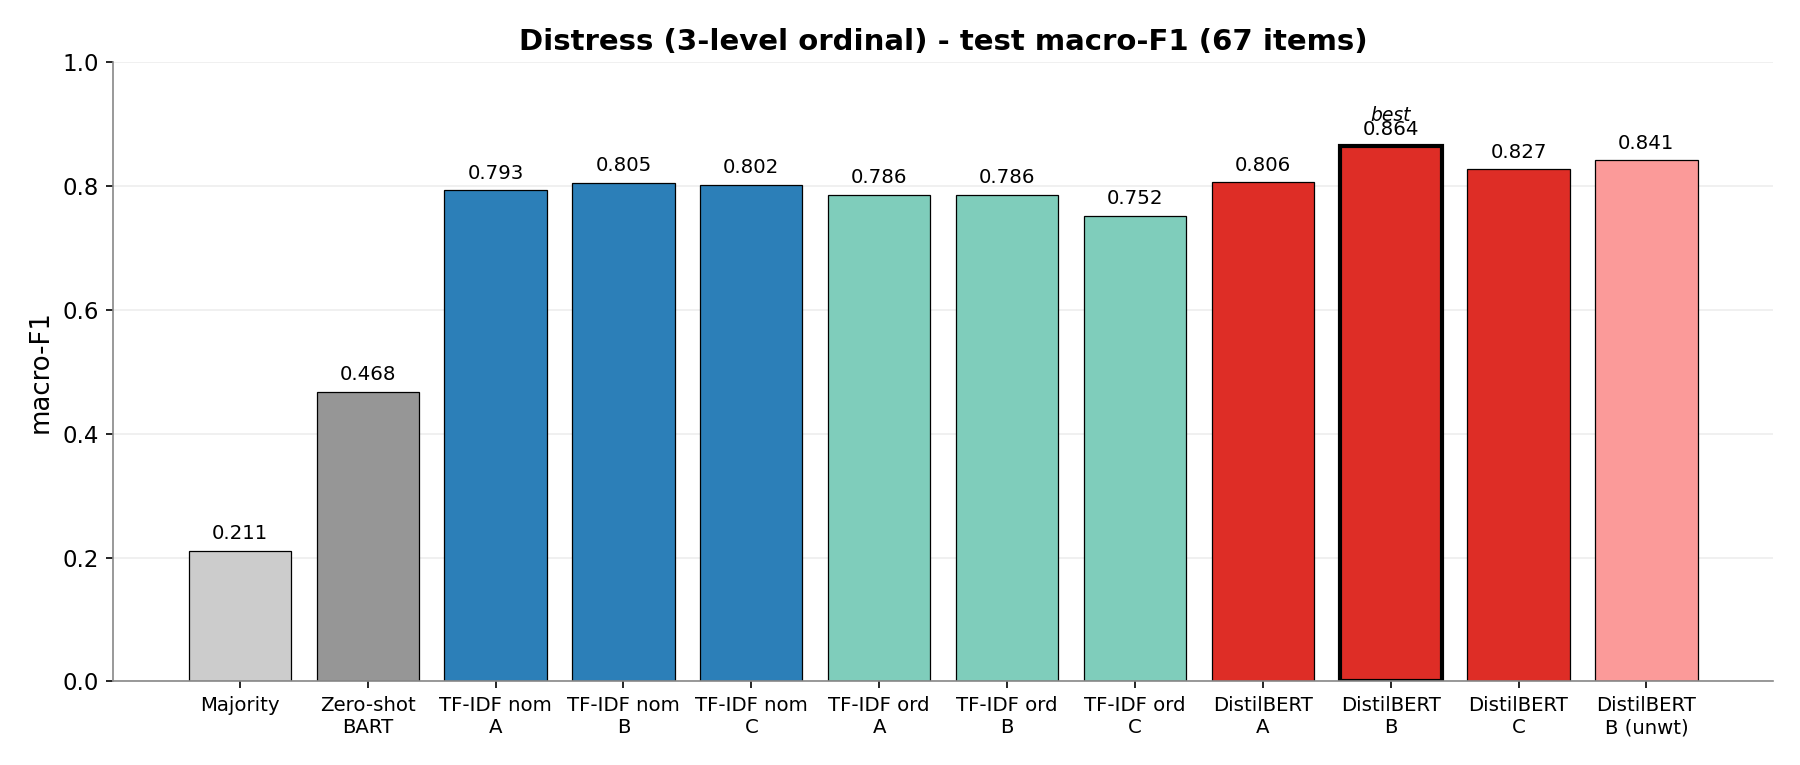 Distress (3-level ordinal) - test macro-F1 (67 items)
macro-F1
1.0
0.8
0.6
0.4
0.2
0.0
0.211
0.468
0.793
0.805
0.802
0.786
0.786
0.752
0.806
best
0.864
0.827
0.841
Majority
Zero-shot
BART
TF-IDF nom
A
TF-IDF nom
B
TF-IDF nom
C
TF-IDF ord
A
TF-IDF ord
B
TF-IDF ord
C
DistilBERT
A
DistilBERT
B
DistilBERT
C
DistilBERT
B (unwt)